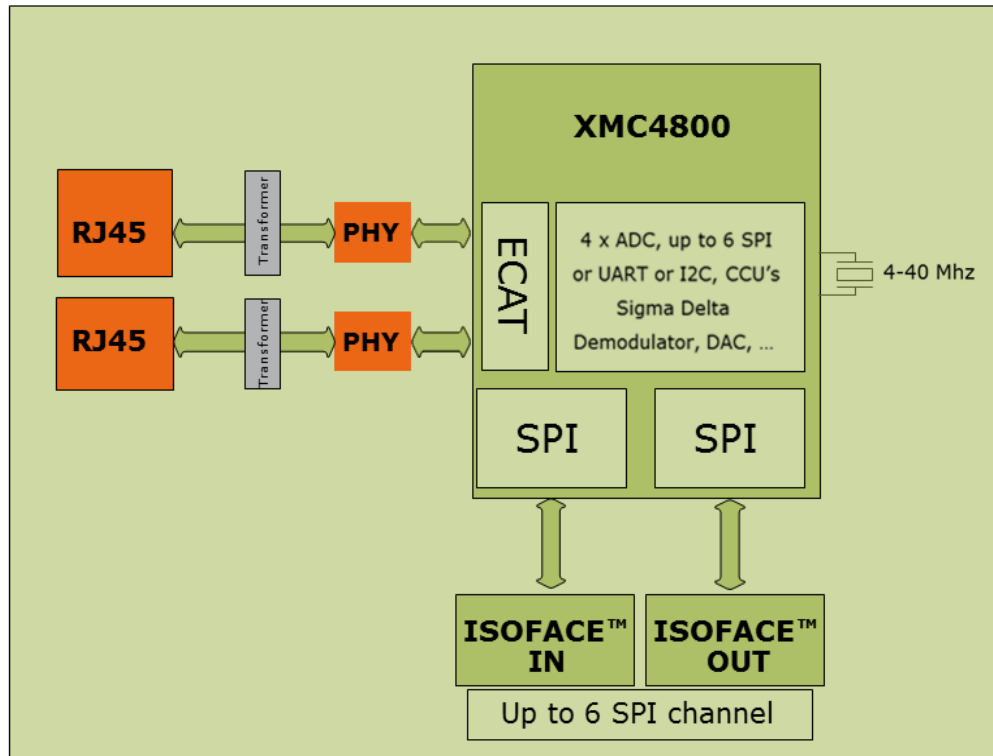 XMC4800
RJ45
Transformer
PHY
ECAT
4 x ADC, up to 6 SPI
or UART or I2C, CCU's
Sigma Delta
Demodulator, DAC, ...
4-40 Mhz
RJ45
Transformer
PHY
SPI
SPI
ISOFACE™
IN
ISOFACE™
OUT
Up to 6 SPI channel